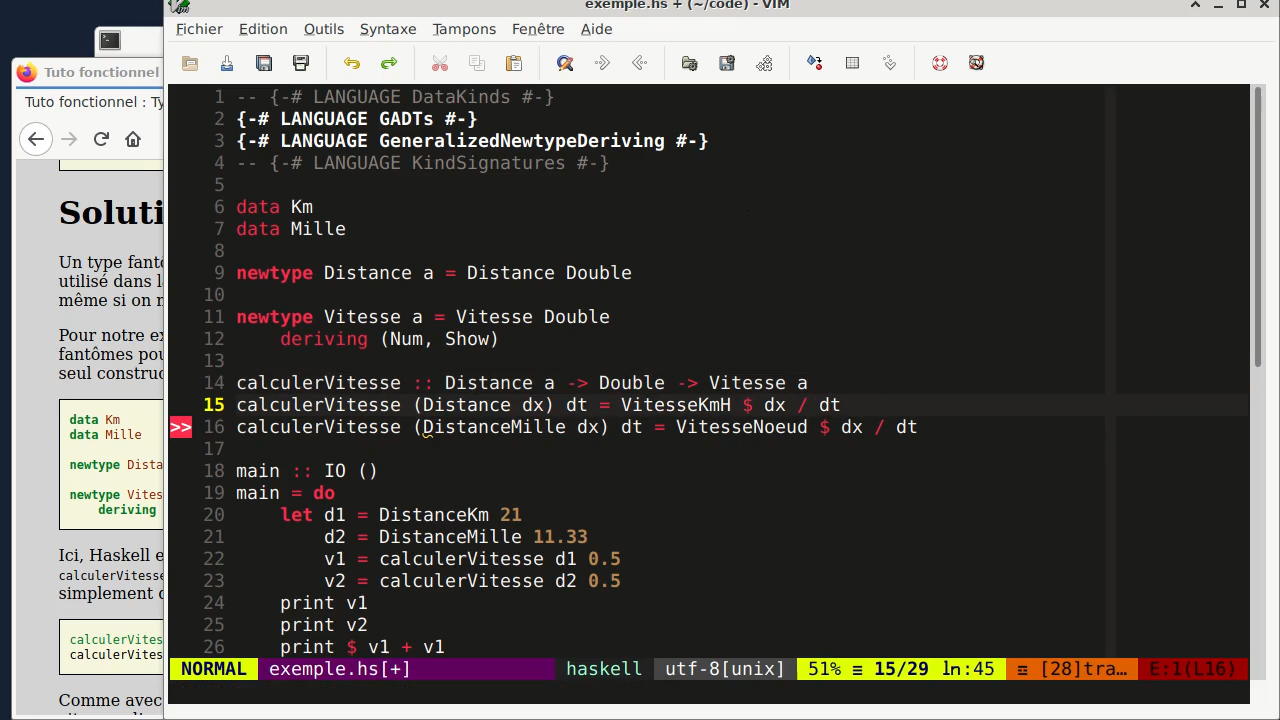 exemple.hs + (~/code) - VIM
Fichier Edition Outils Syntaxe Tampons Fenêtre Aide
Tuto fonctionnel
Tuto fonctionnel : Ty
Soluti
Un type fant
utilisé dans l
même si on n
Pour notre ex
fantômes pou
seul construc
data Km
data Mille
newtype Dista
newtype Vites
deriving
Ici, Haskell e
calculerVitesse
simplement d
calculerVites
calculerVites
Comme avec
1 -- {-# LANGUAGE DataKinds #-}
2 {-# LANGUAGE GADTs #-}
3 {-# LANGUAGE GeneralizedNewtypeDeriving #-}
4 -- {-# LANGUAGE KindSignatures #-}
5
6 data Km
7 data Mille
8
9 newtype Distance a = Distance Double
10
11 newtype Vitesse a = Vitesse Double
12     deriving (Num, Show)
13
14 calculerVitesse :: Distance a -> Double -> Vitesse a
15 calculerVitesse (Distance dx) dt = VitesseKmH $ dx / dt
>> 16 calculerVitesse (DistanceMille dx) dt = VitesseNoeud $ dx / dt
17
18 main :: IO ()
19 main = do
20     let d1 = DistanceKm 21
21         d2 = DistanceMille 11.33
22         v1 = calculerVitesse d1 0.5
23         v2 = calculerVitesse d2 0.5
24     print v1
25     print v2
26     print $ v1 + v1
NORMAL exemple.hs[+] haskell utf-8[unix] 51% ≡ 15/29 ln:45 ☲ [28]tra… E:1(L16)